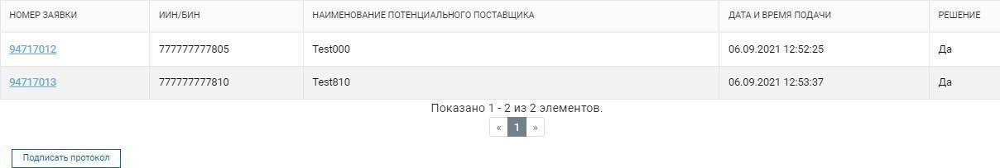 НОМЕР ЗАЯВКИ ИИН/БИН НАИМЕНОВАНИЕ ПОТЕНЦИАЛЬНОГО ПОСТАВЩИКА ДАТА И ВРЕМЯ ПОДАЧИ РЕШЕНИЕ
94717012 777777777805 Test000 06.09.2021 12:52:25 Да
94717013 777777777810 Test810 06.09.2021 12:53:37 Да
Показано 1 - 2 из 2 элементов.
« 1 »
Подписать протокол